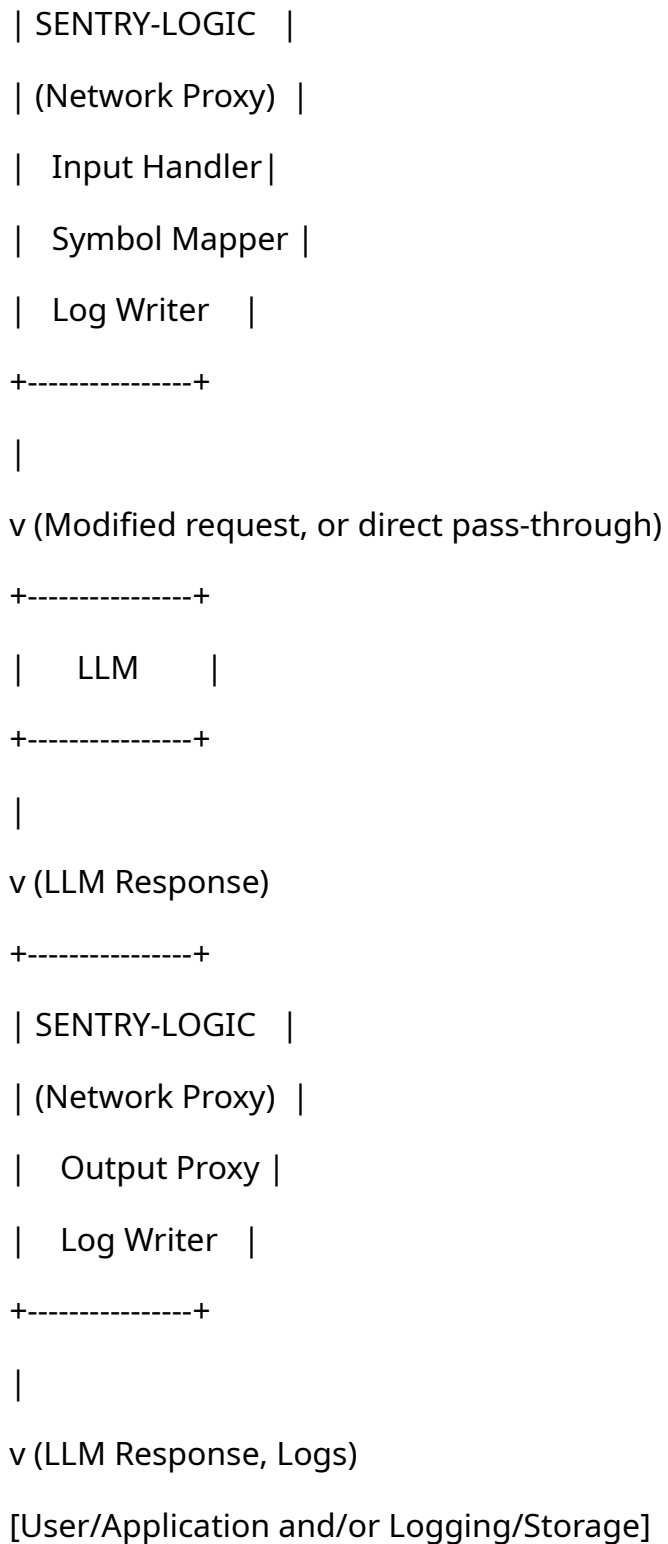 | SENTRY-LOGIC   |
| (Network Proxy)  |
|   Input Handler|
|   Symbol Mapper |
|   Log Writer    |
+----------------+
|
v (Modified request, or direct pass-through)
+----------------+
|      LLM        |
+----------------+
|
v (LLM Response)
+----------------+
| SENTRY-LOGIC   |
| (Network Proxy)  |
|    Output Proxy |
|    Log Writer   |
+----------------+
|
v (LLM Response, Logs)
[User/Application and/or Logging/Storage]